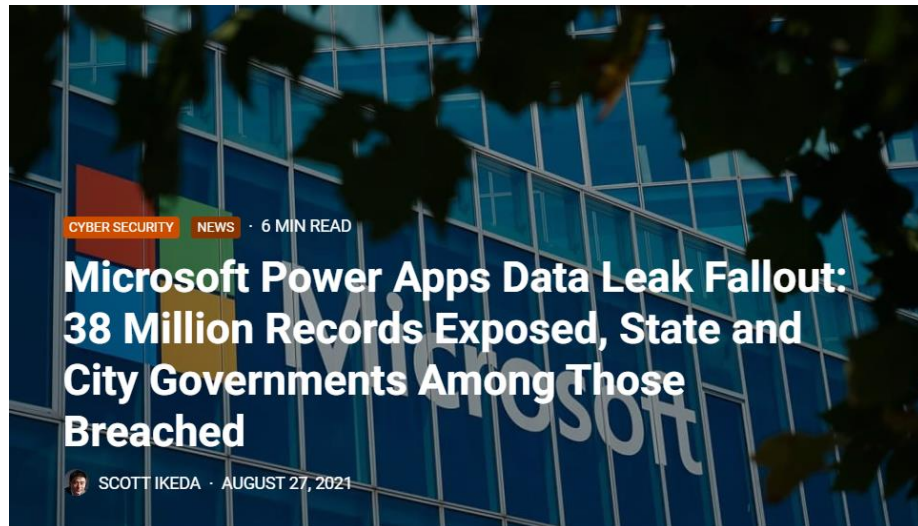 CYBER SECURITY NEWS · 6 MIN READ
Microsoft Power Apps Data Leak Fallout:
38 Million Records Exposed, State and
City Governments Among Those
Breached
Microsoft
SCOTT IKEDA · AUGUST 27, 2021